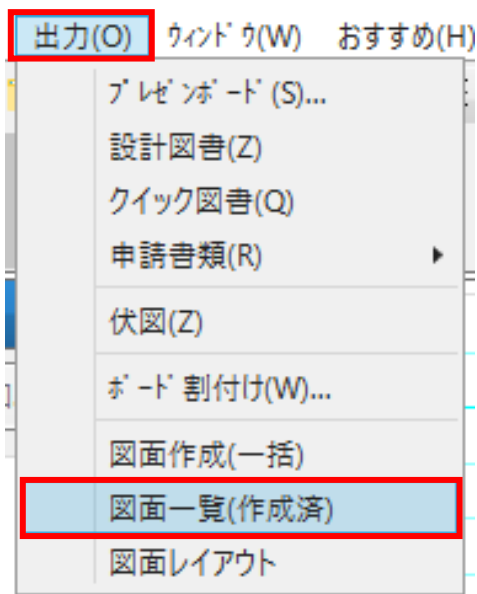 出力(O) ｳｨﾝﾄﾞｳ(W) おすすめ(H)
ﾌﾟﾚｾﾞﾝﾎﾞｰﾄﾞ(S)...
設計図書(Z)
クイック図書(Q)
申請書類(R)
伏図(Z)
ﾎﾞｰﾄﾞ割付け(W)...
図面作成(一括)
図面一覧(作成済)
図面レイアウト